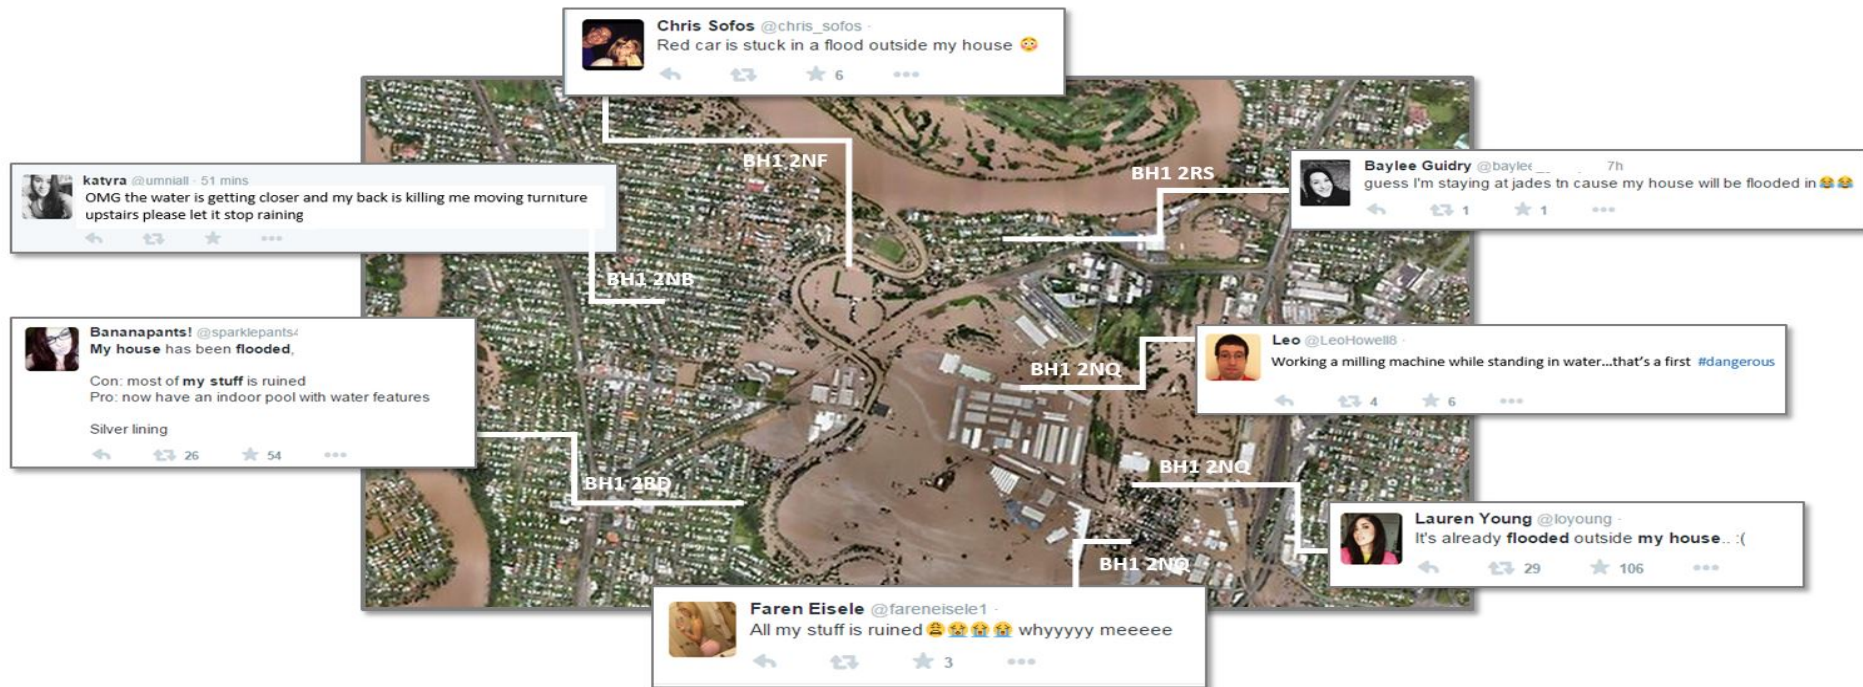 Chris Sofos @chris_sofos ·
Red car is stuck in a flood outside my house 😳
6
BH1 2NF
BH1 2RS
Baylee Guidry @baylee 7h
guess I'm staying at jades tn cause my house will be flooded in😂😂
1 1
katyra @umniall · 51 mins
OMG the water is getting closer and my back is killing me moving furniture
upstairs please let it stop raining
BH1 2NB
Bananapants! @sparklepants4
My house has been flooded,
Con: most of my stuff is ruined
Pro: now have an indoor pool with water features
Silver lining
26 54
Leo @LeoHowell8 ·
Working a milling machine while standing in water...that's a first #dangerous
4 6
BH1 2NQ
BH1 2BD
BH1 2NQ
Lauren Young @loyoung ·
It's already flooded outside my house.. :(
29 106
BH1 2NQ
Faren Eisele @fareneisele1 ·
All my stuff is ruined😩😭😭😭 whyyyyy meeeee
3